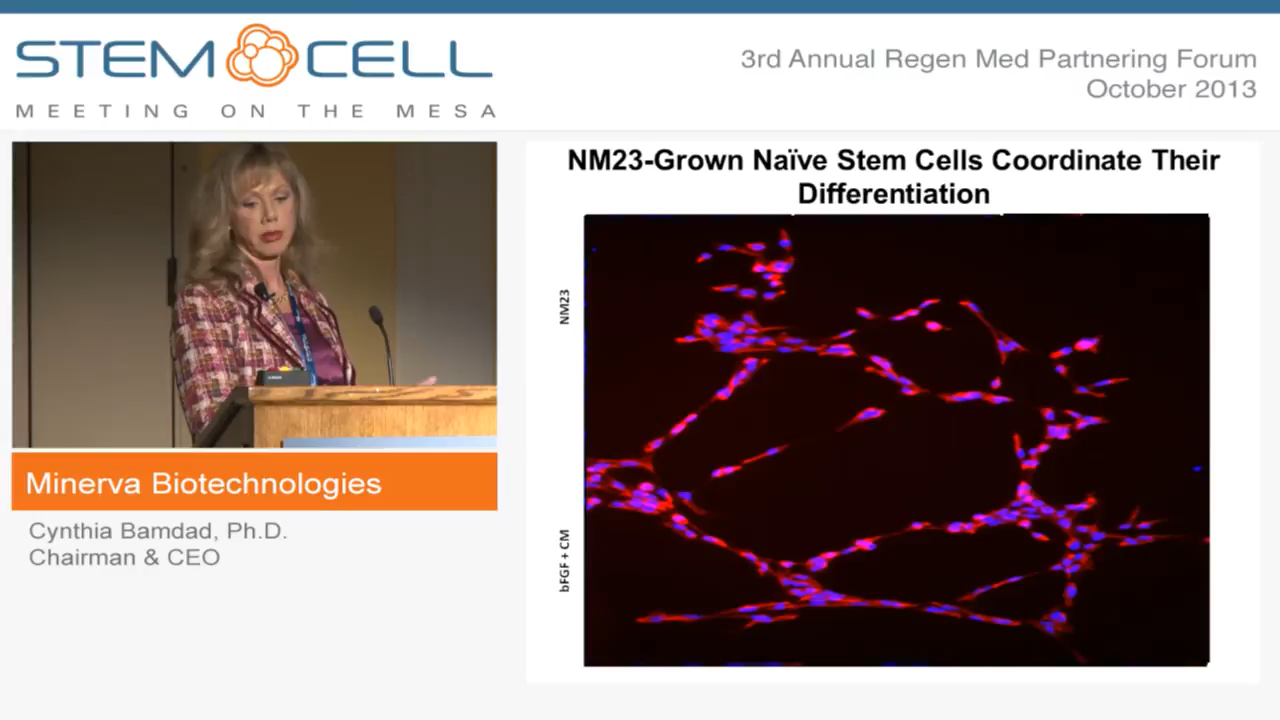 STEM CELL
MEETING ON THE MESA
3rd Annual Regen Med Partnering Forum
October 2013
NM23-Grown Naïve Stem Cells Coordinate Their
Differentiation
NM23
bFGF + CM
Minerva Biotechnologies
Cynthia Bamdad, Ph.D.
Chairman & CEO